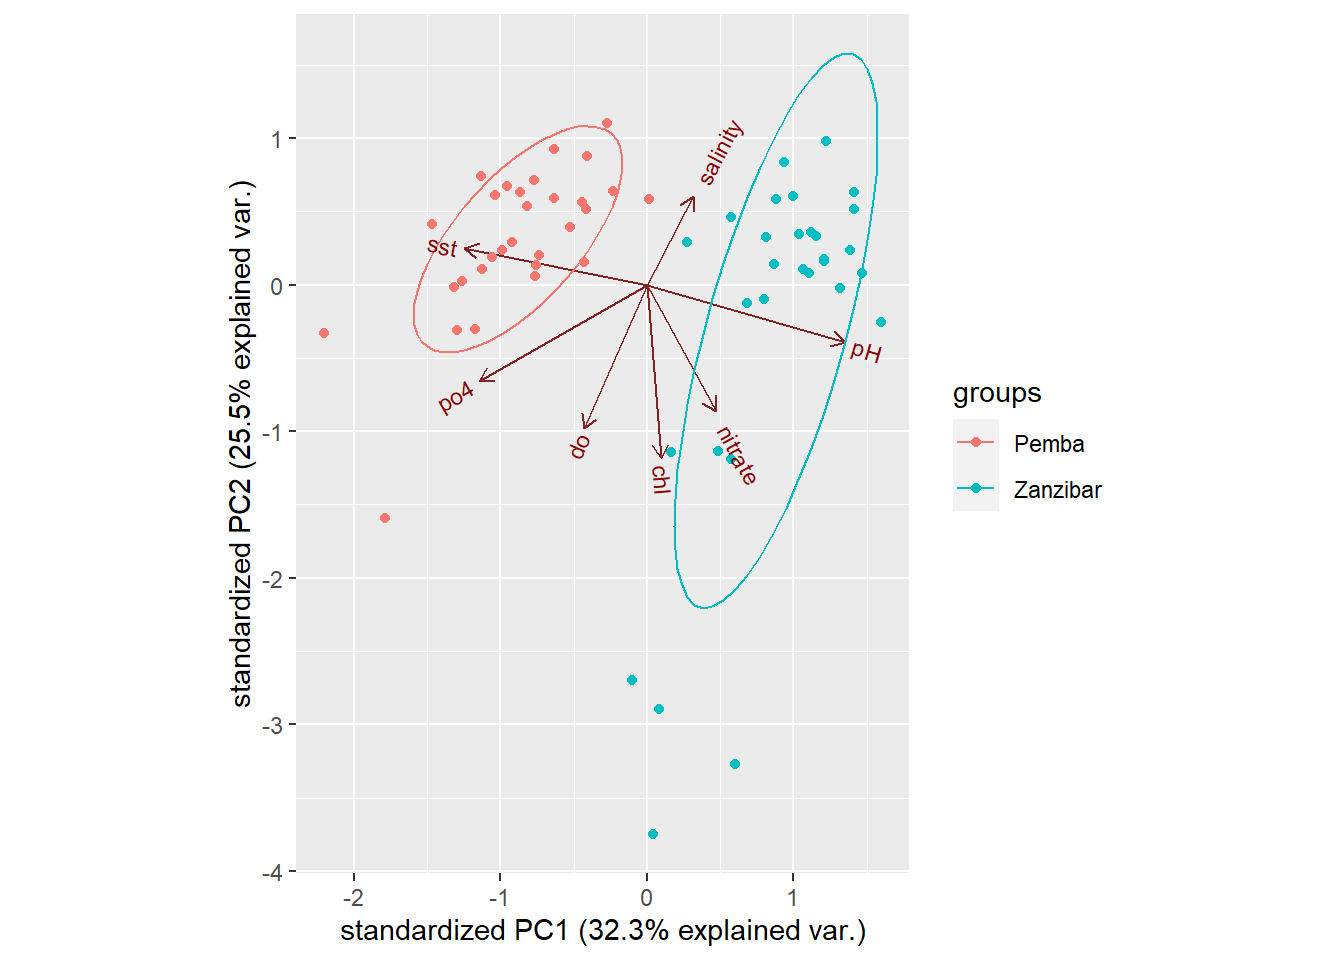 standardized PC2 (25.5% explained var.)
1
0
-1
-2
-3
-4
salinity
sst
pH
po4
do
chl
nitrate
-2
-1
0
1
standardized PC1 (32.3% explained var.)
groups
Pemba
Zanzibar